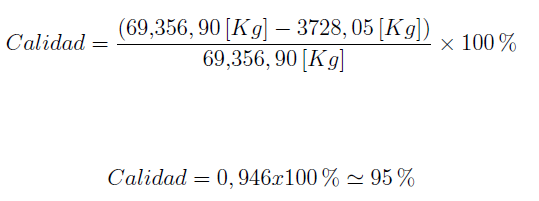 Calidad = (69,356, 90 [Kg] − 3728, 05 [Kg]) / 69,356, 90 [Kg] × 100 %
Calidad = 0, 946x100 % ≃ 95 %